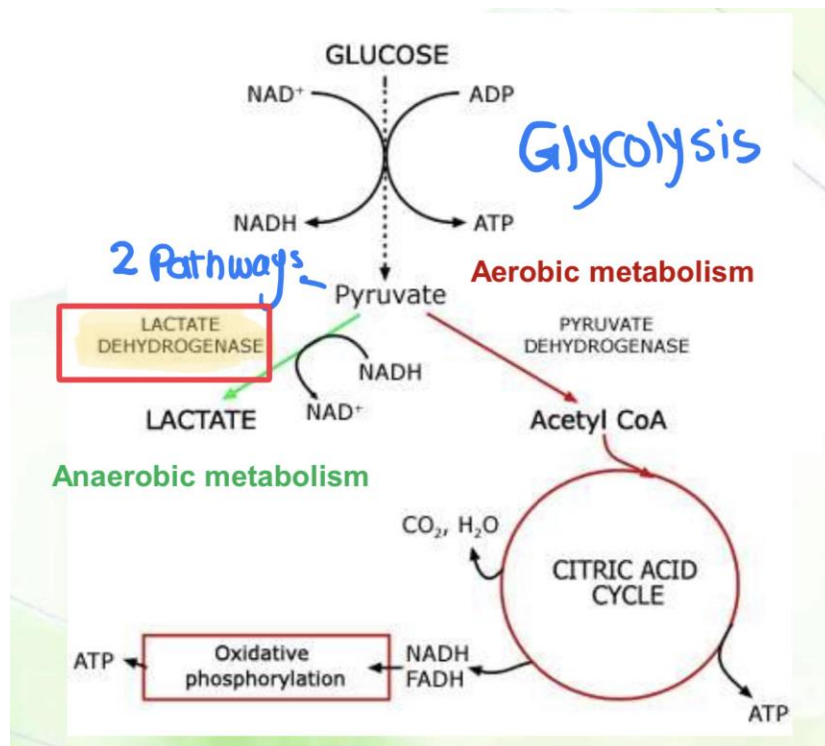 GLUCOSE
NAD⁺
ADP
Glycolysis
NADH
ATP
2 Pathways
Pyruvate
Aerobic metabolism
LACTATE
DEHYDROGENASE
PYRUVATE
DEHYDROGENASE
NADH
NAD⁺
LACTATE
Acetyl CoA
Anaerobic metabolism
CO₂, H₂O
CITRIC ACID
CYCLE
ATP
Oxidative
phosphorylation
NADH
FADH
ATP